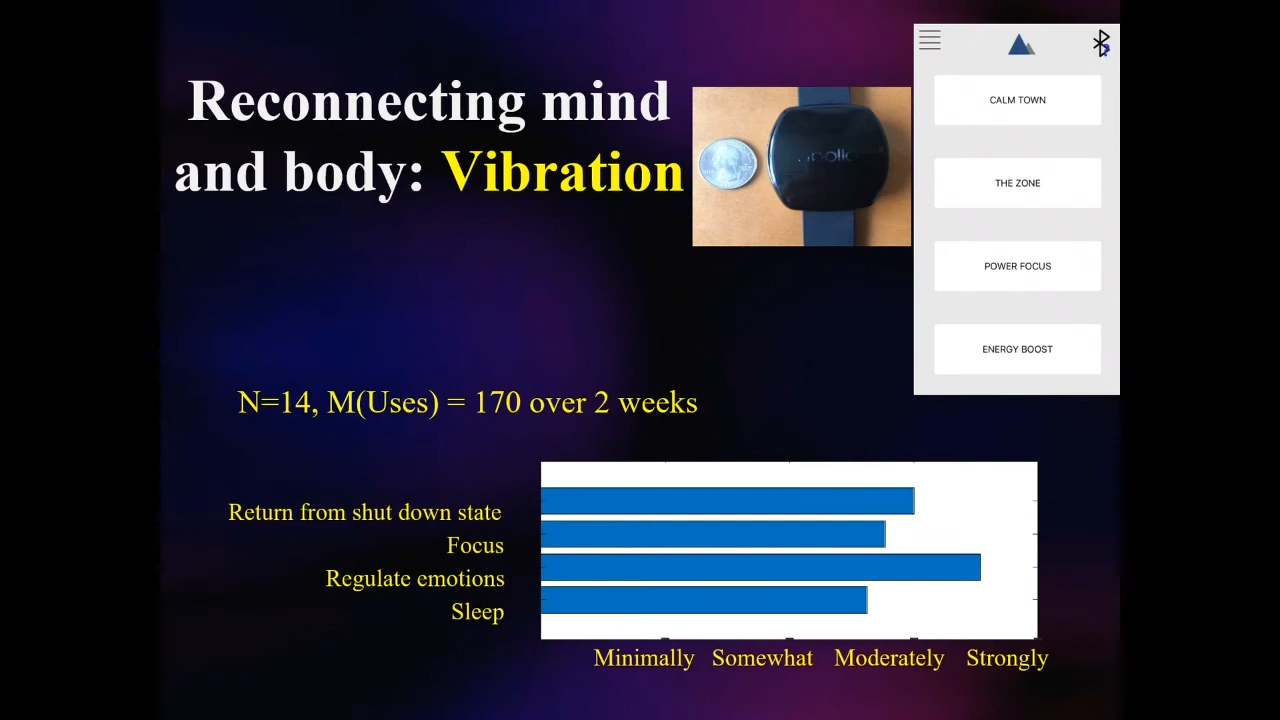 Reconnecting mind
and body: Vibration
apollo
CALM TOWN
THE ZONE
POWER FOCUS
ENERGY BOOST
N=14, M(Uses) = 170 over 2 weeks
Return from shut down state
Focus
Regulate emotions
Sleep
Minimally Somewhat Moderately Strongly